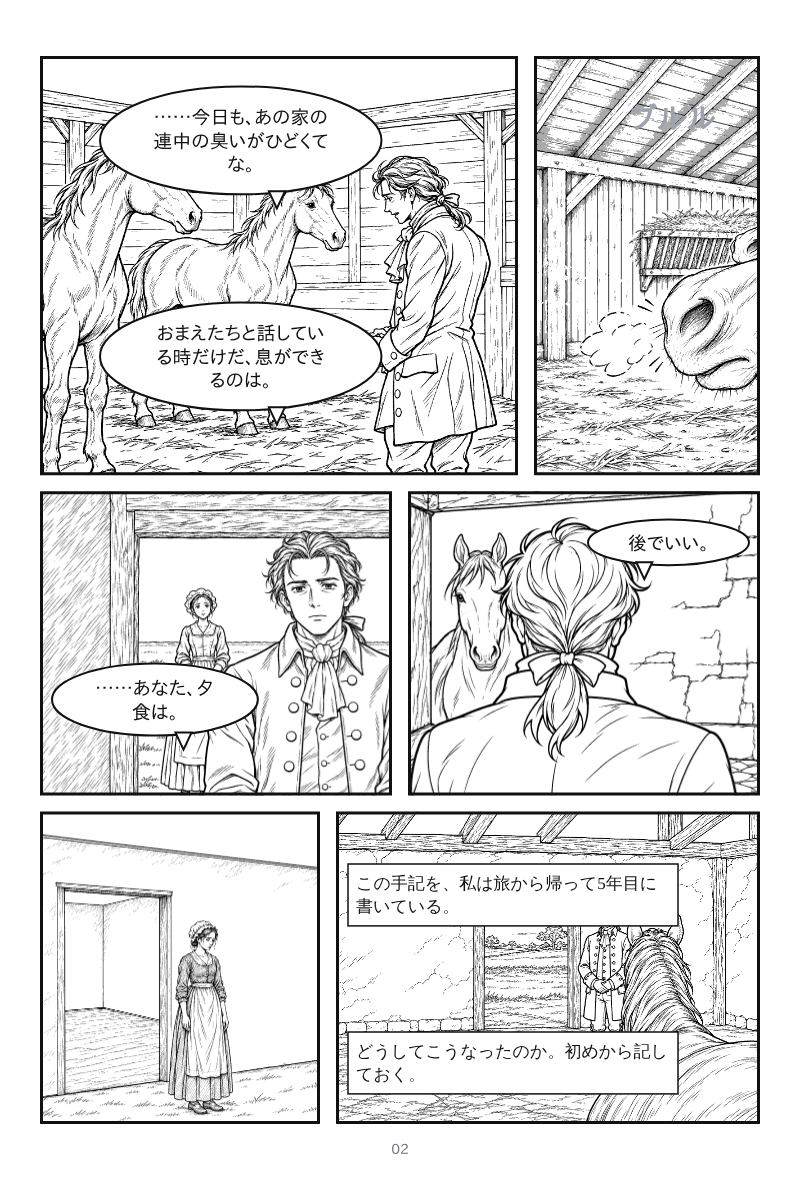 ……今日も、あの家の
連中の臭いがひどくて
な。
おまえたちと話してい
る時だけだ、息ができ
るのは。
ブルル
……あなた、夕
食は。
後でいい。
この手記を、私は旅から帰って5年目に
書いている。
どうしてこうなったのか。初めから記し
ておく。
02